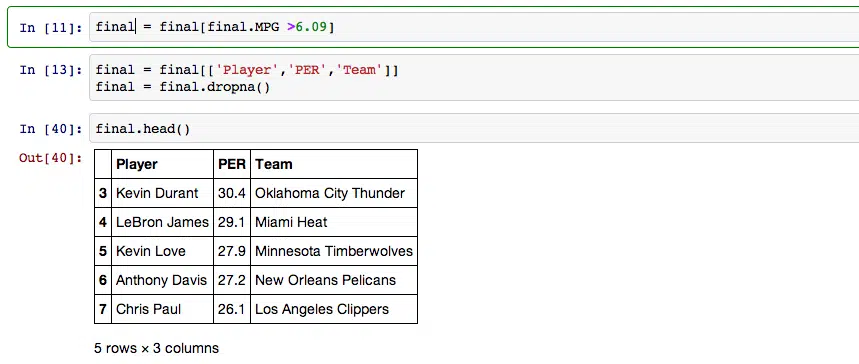 In [11]: final = final[final.MPG >6.09]
In [13]: final = final[['Player','PER','Team']]
final = final.dropna()
In [40]: final.head()
Out[40]:
Player PER Team
3 Kevin Durant 30.4 Oklahoma City Thunder
4 LeBron James 29.1 Miami Heat
5 Kevin Love 27.9 Minnesota Timberwolves
6 Anthony Davis 27.2 New Orleans Pelicans
7 Chris Paul 26.1 Los Angeles Clippers
5 rows × 3 columns